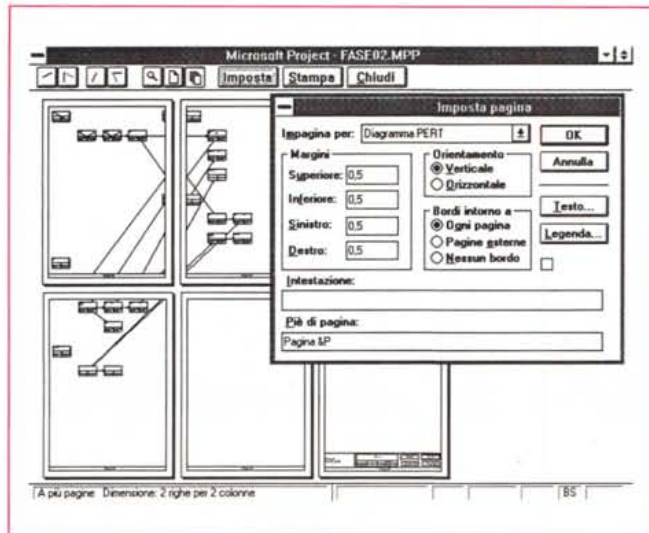 Microsoft Project - FASE02.MPP
Imposta Stampa Chiudi
Imposta pagina
Impagina per: Diagramma PERT
OK
Annulla
Testo...
Legenda...
Margini
Superiore: 0,5
Inferiore: 0,5
Sinistro: 0,5
Destro: 0,5
Orientamento
Verticale
Orizzontale
Bordi intorno a
Ogni pagina
Pagine esterne
Nessun bordo
Intestazione:
Piè di pagina:
Pagina &P
A più pagine Dimensione: 2 righe per 2 colonne
BS